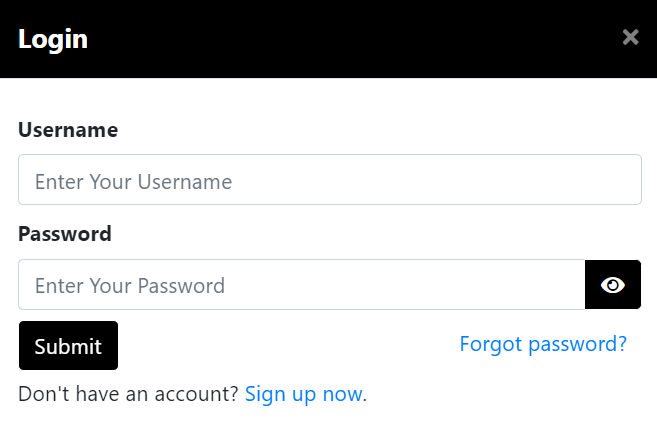 Login ×
Username
Enter Your Username
Password
Enter Your Password
Submit Forgot password?
Don't have an account? Sign up now.